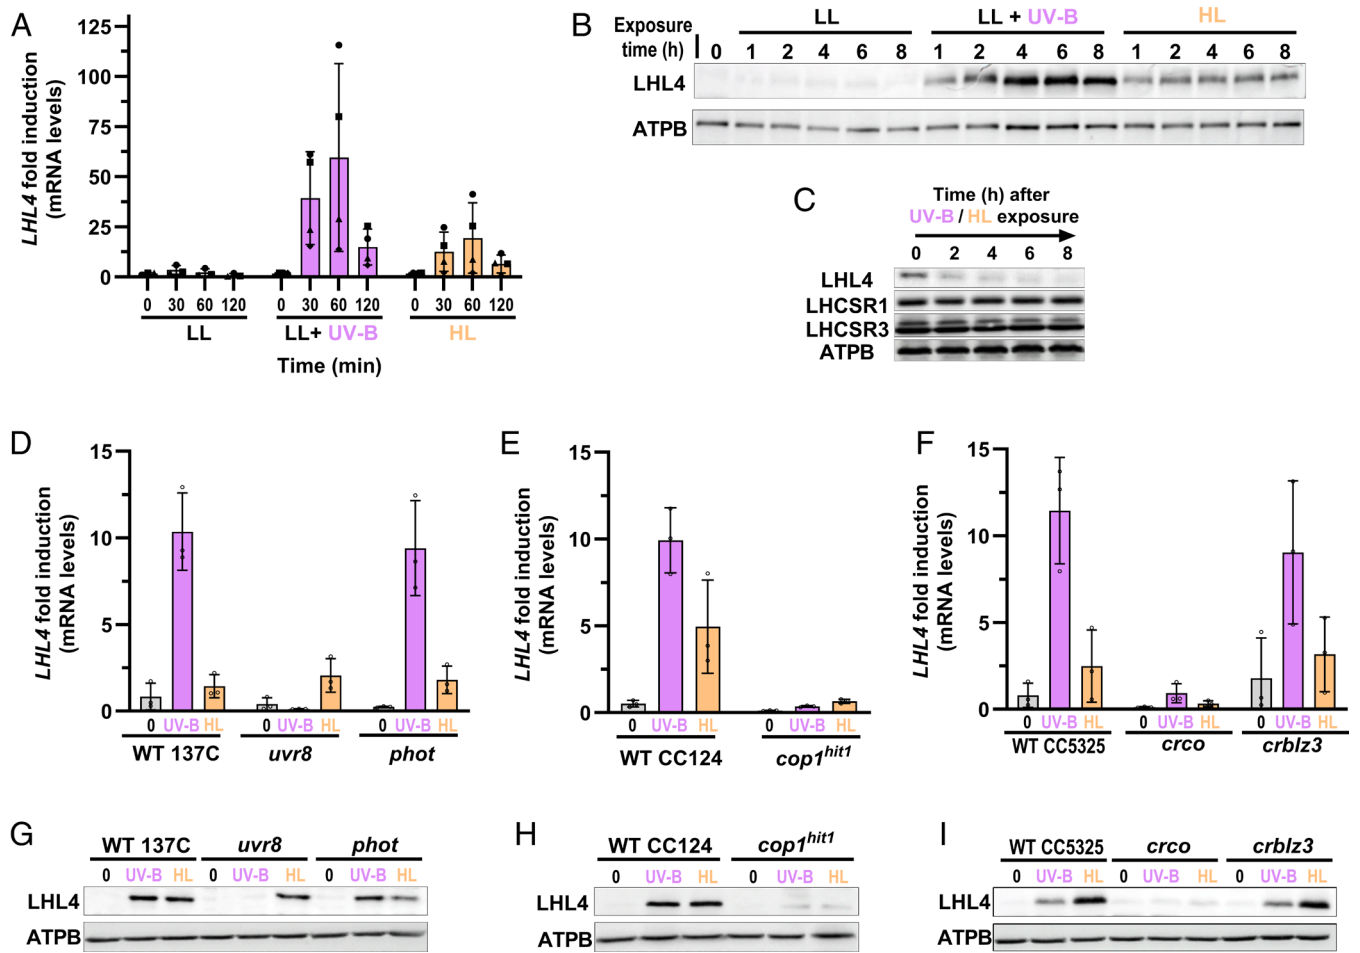 A
LHL4 fold induction
(mRNA levels)
125
100
75
50
25
0
0 30 60 120 0 30 60 120 0 30 60 120
LL LL+ UV-B HL
Time (min)
B
Exposure
time (h)
LL LL + UV-B HL
0 1 2 4 6 8 1 2 4 6 8 1 2 4 6 8
LHL4
ATPB
C
Time (h) after
UV-B / HL exposure
0 2 4 6 8
LHL4
LHCSR1
LHCSR3
ATPB
D
LHL4 fold induction
(mRNA levels)
15
10
5
0
0 UV-B HL 0 UV-B HL 0 UV-B HL
WT 137C uvr8 phot
E
LHL4 fold induction
(mRNA levels)
15
10
5
0
0 UV-B HL 0 UV-B HL
WT CC124 cop1hit1
F
LHL4 fold induction
(mRNA levels)
15
10
5
0
0 UV-B HL 0 UV-B HL 0 UV-B HL
WT CC5325 crco crblz3
G
WT 137C uvr8 phot
0 UV-B HL 0 UV-B HL 0 UV-B HL
LHL4
ATPB
H
WT CC124 cop1hit1
0 UV-B HL 0 UV-B HL
LHL4
ATPB
I
WT CC5325 crco crblz3
0 UV-B HL 0 UV-B HL 0 UV-B HL
LHL4
ATPB